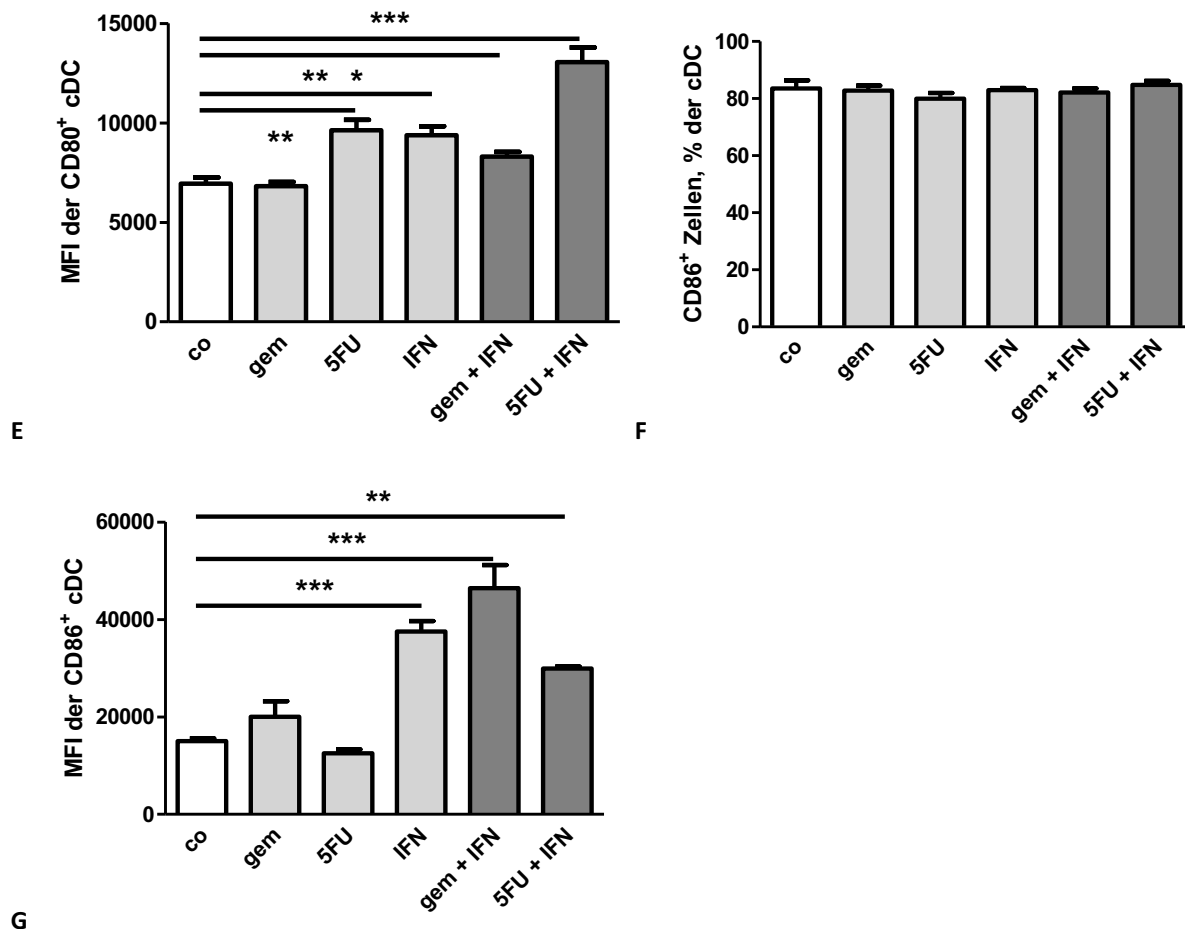 15000
10000
5000
0
MFI der CD80⁺ cDC
***
** *
**
co
gem
5FU
IFN
gem + IFN
5FU + IFN
E
100
80
60
40
20
0
CD86⁺ Zellen, % der cDC
co
gem
5FU
IFN
gem + IFN
5FU + IFN
F
60000
40000
20000
0
MFI der CD86⁺ cDC
**
***
***
co
gem
5FU
IFN
gem + IFN
5FU + IFN
G